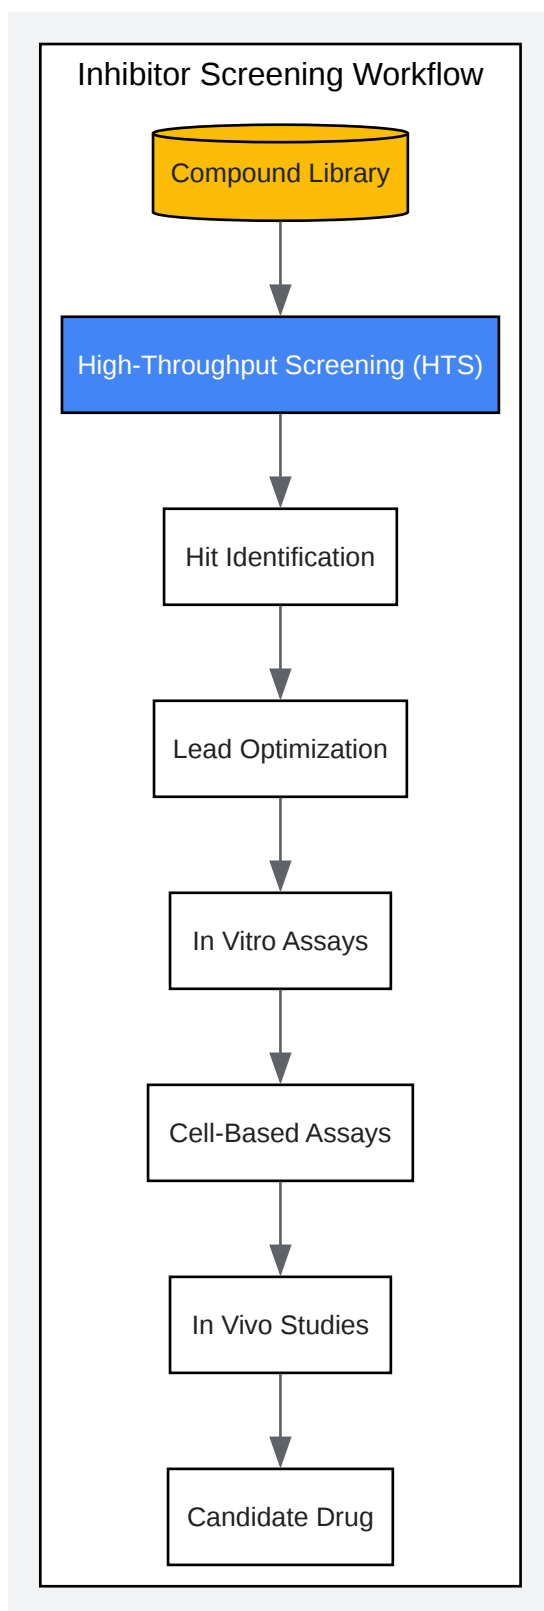 Inhibitor Screening Workflow
Compound Library
High-Throughput Screening (HTS)
Hit Identification
Lead Optimization
In Vitro Assays
Cell-Based Assays
In Vivo Studies
Candidate Drug